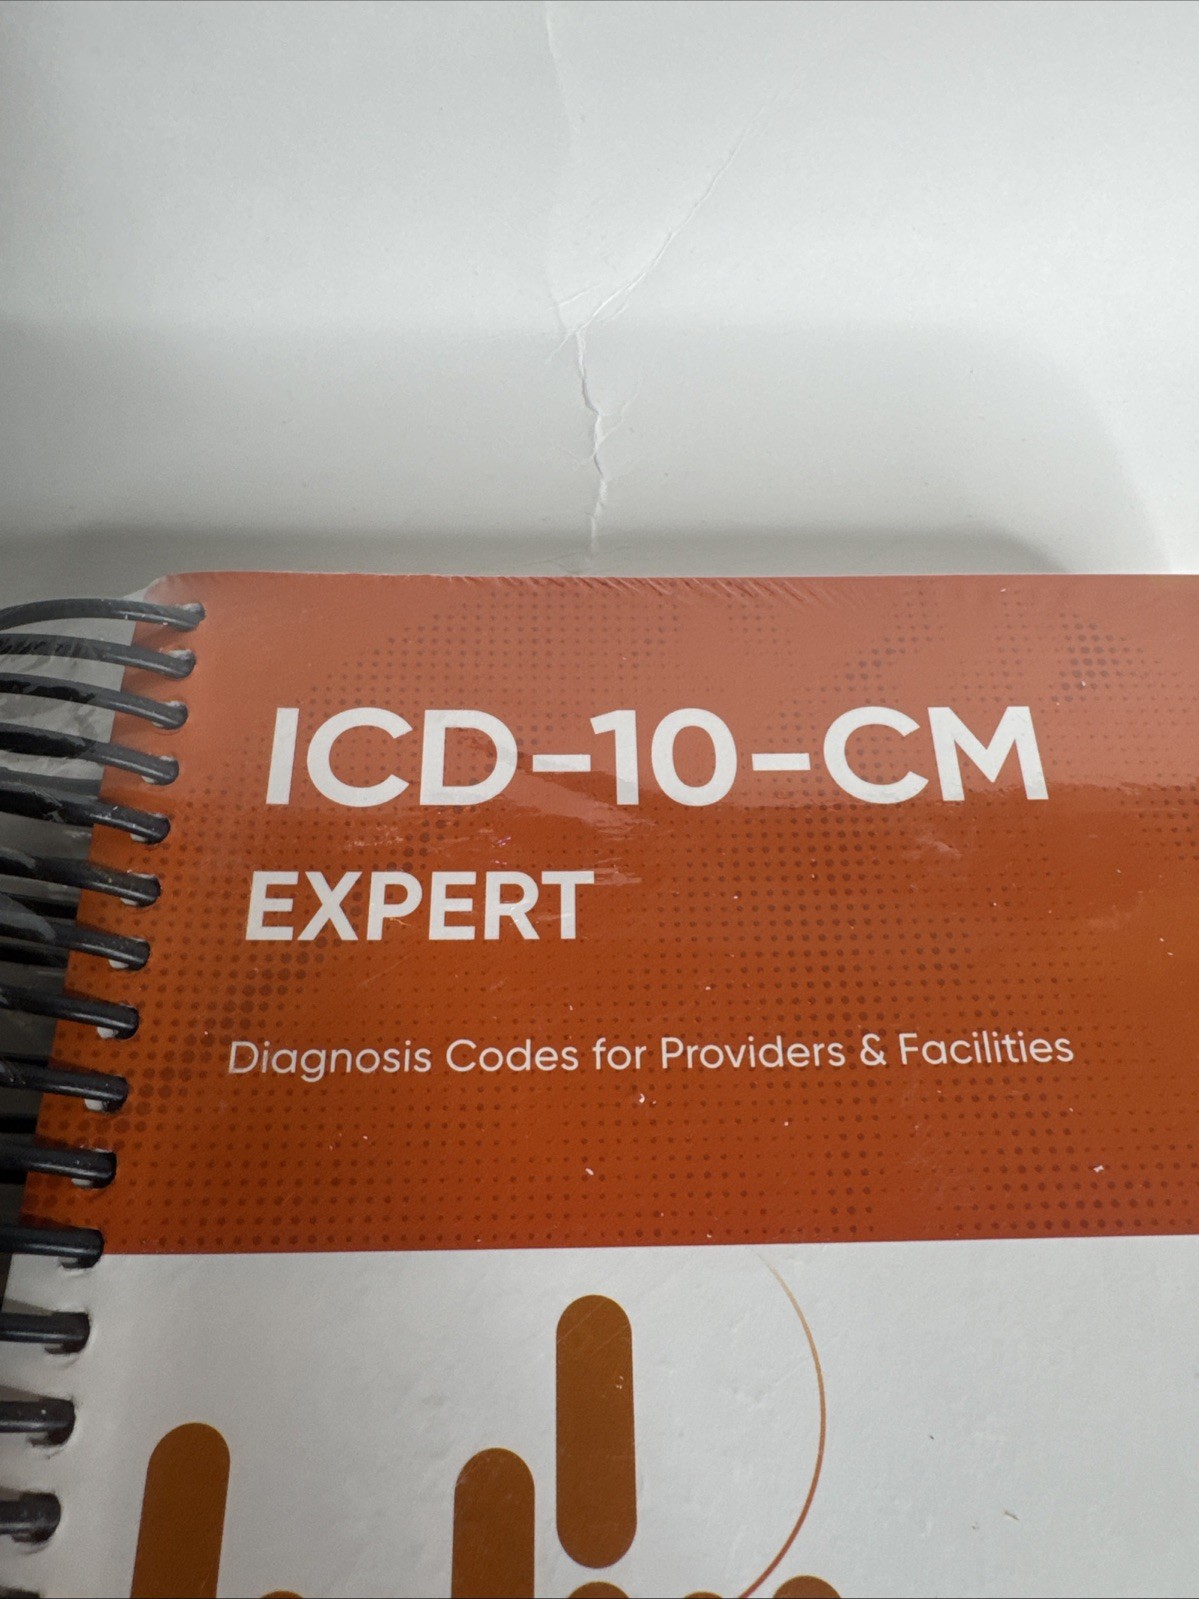 ICD-10-CM
EXPERT
Diagnosis Codes for Providers & Facilities